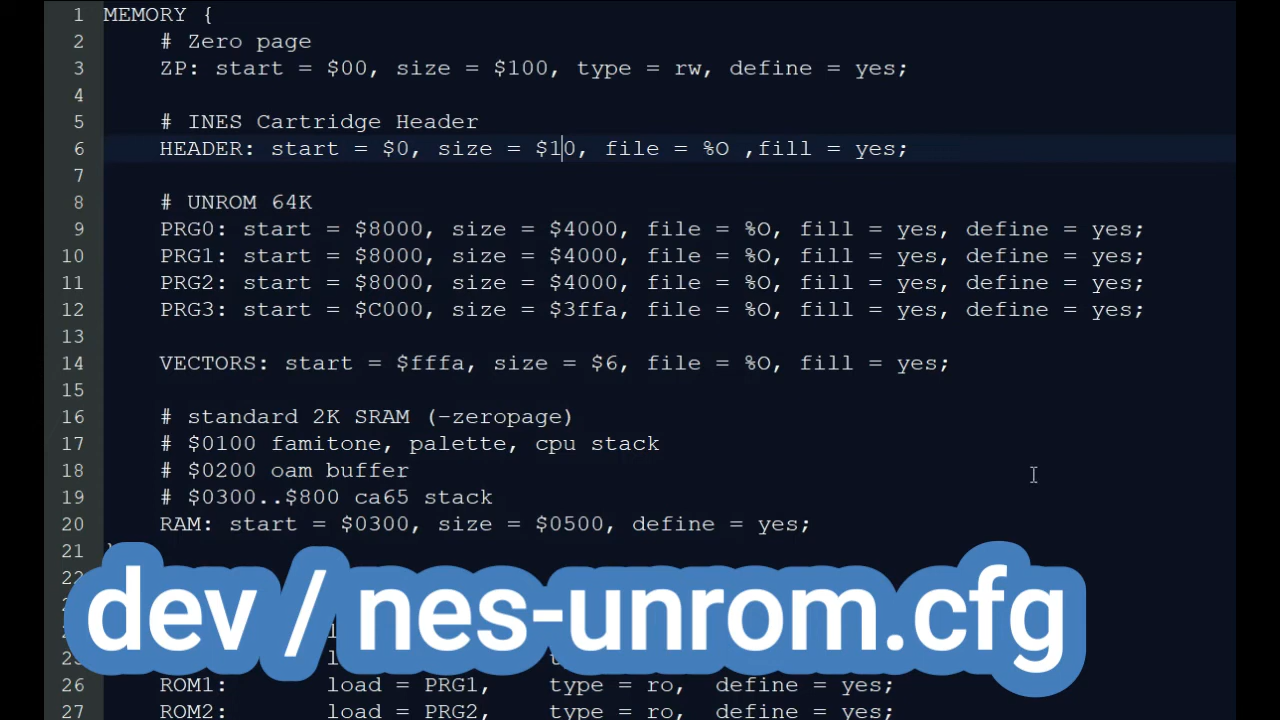 1 MEMORY {
2 # Zero page
3 ZP: start = $00, size = $100, type = rw, define = yes;
4
5 # INES Cartridge Header
6 HEADER: start = $0, size = $10, file = %O ,fill = yes;
7
8 # UNROM 64K
9 PRG0: start = $8000, size = $4000, file = %O, fill = yes, define = yes;
10 PRG1: start = $8000, size = $4000, file = %O, fill = yes, define = yes;
11 PRG2: start = $8000, size = $4000, file = %O, fill = yes, define = yes;
12 PRG3: start = $C000, size = $3ffa, file = %O, fill = yes, define = yes;
13
14 VECTORS: start = $fffa, size = $6, file = %O, fill = yes;
15
16 # standard 2K SRAM (-zeropage)
17 # $0100 famitone, palette, cpu stack
18 # $0200 oam buffer
19 # $0300..$800 ca65 stack
20 RAM: start = $0300, size = $0500, define = yes;
21
22
dev / nes-unrom.cfg
26 ROM1: load = PRG1, type = ro, define = yes;
27 ROM2: load = PRG2, type = ro, define = yes;